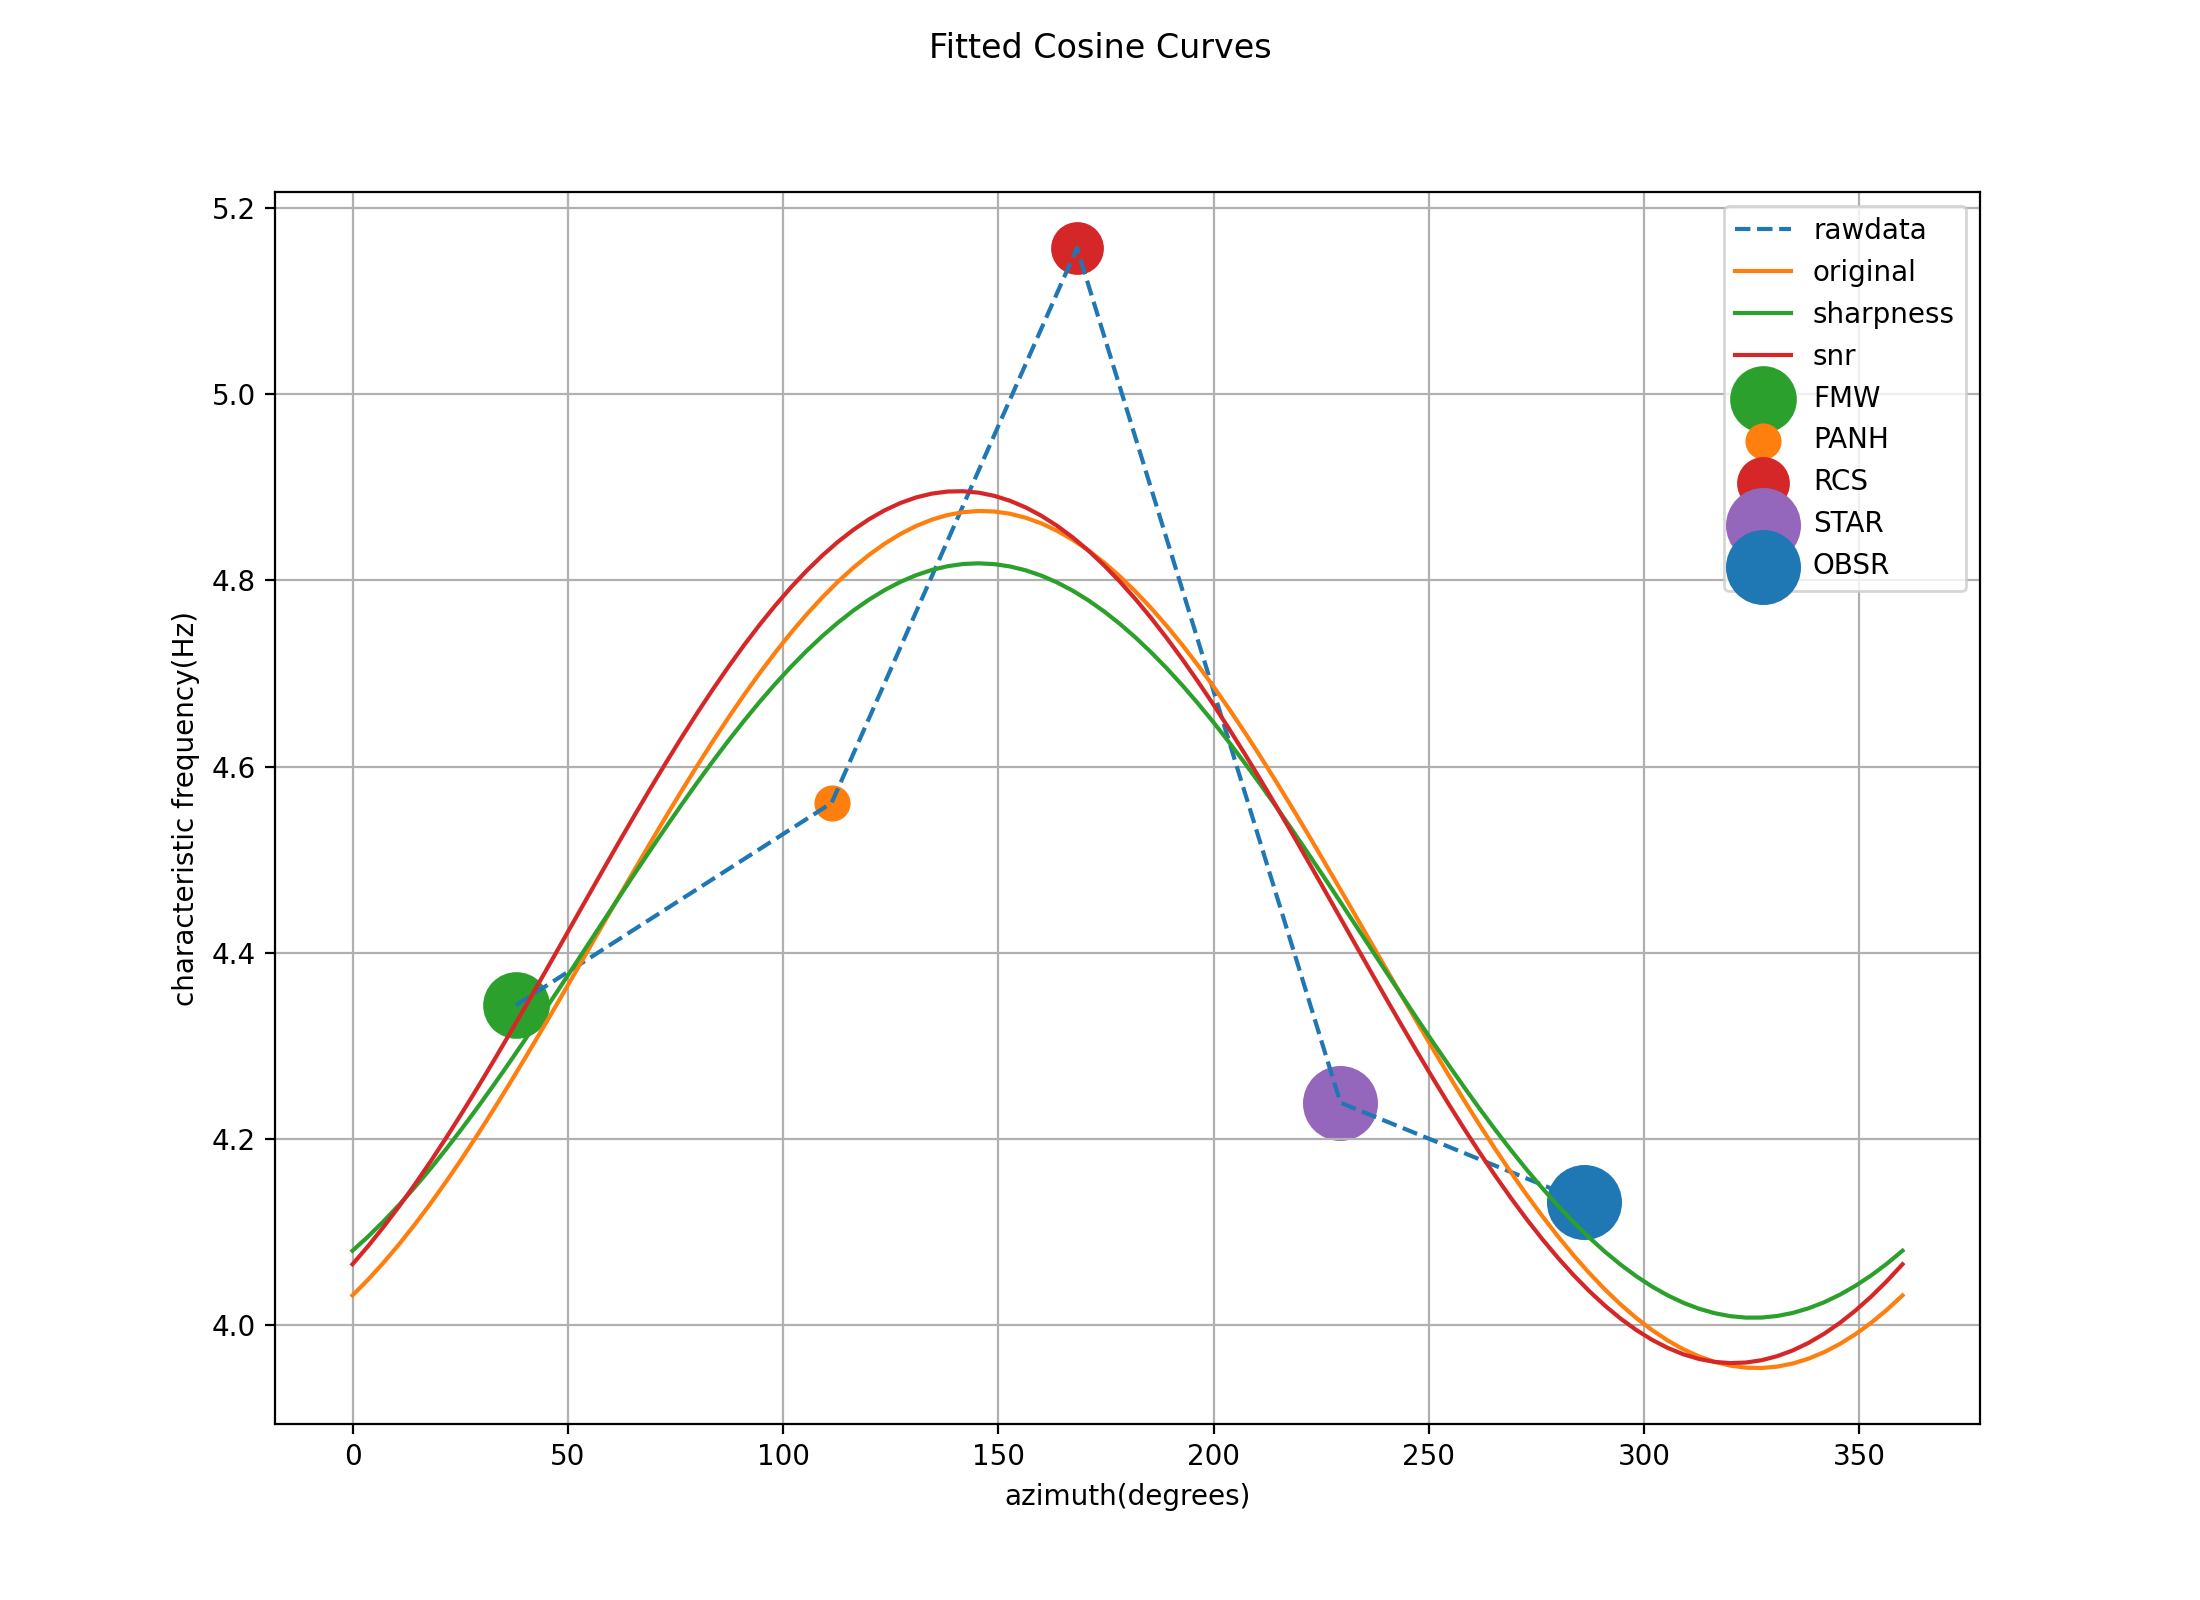 Fitted Cosine Curves
5.2
5.0
4.8
4.6
4.4
4.2
4.0
characteristic frequency(Hz)
rawdata
original
sharpness
snr
FMW
PANH
RCS
STAR
OBSR
0 50 100 150 200 250 300 350
azimuth(degrees)